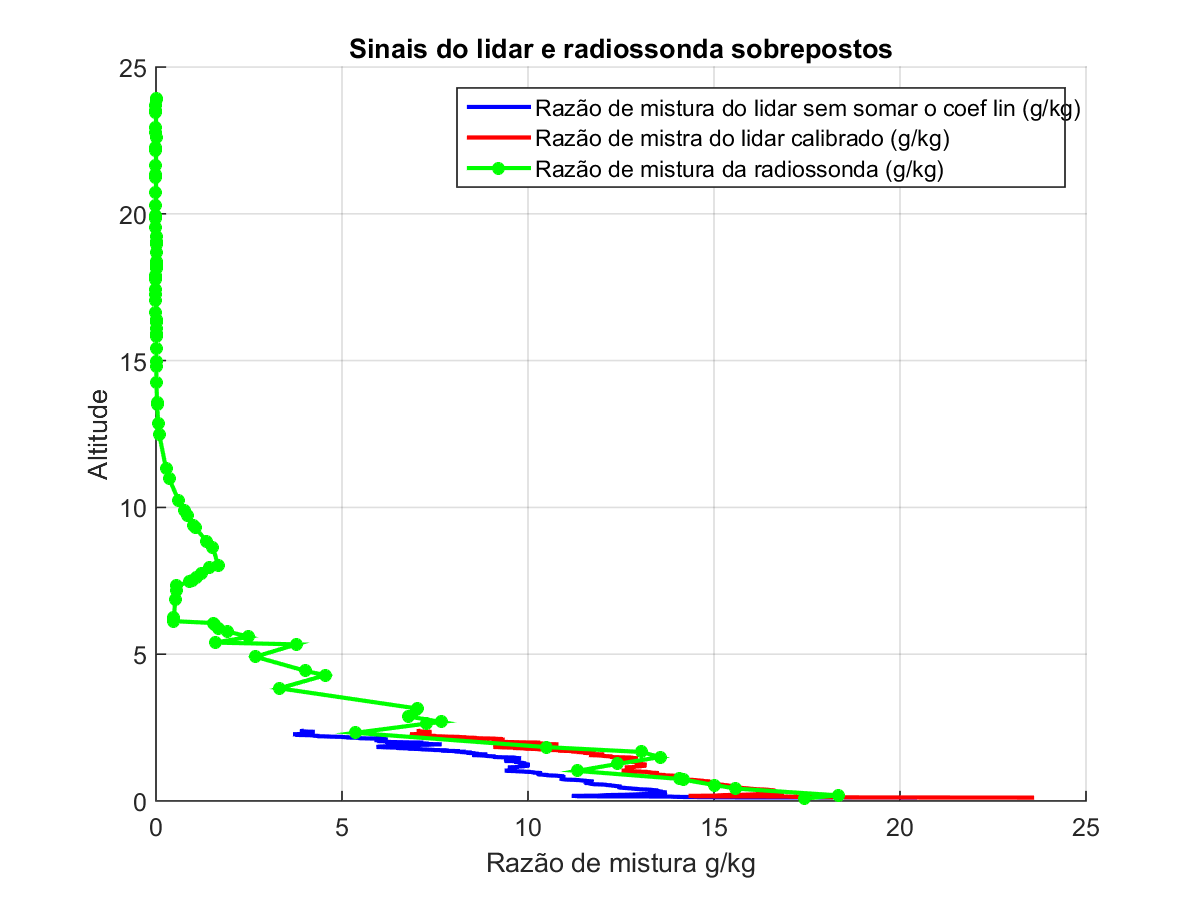 Sinais do lidar e radiossonda sobrepostos
25
Razão de mistura do lidar sem somar o coef lin (g/kg)
Razão de mistra do lidar calibrado (g/kg)
Razão de mistura da radiossonda (g/kg)
20
15
Altitude
10
5
0
0 5 10 15 20 25
Razão de mistura g/kg